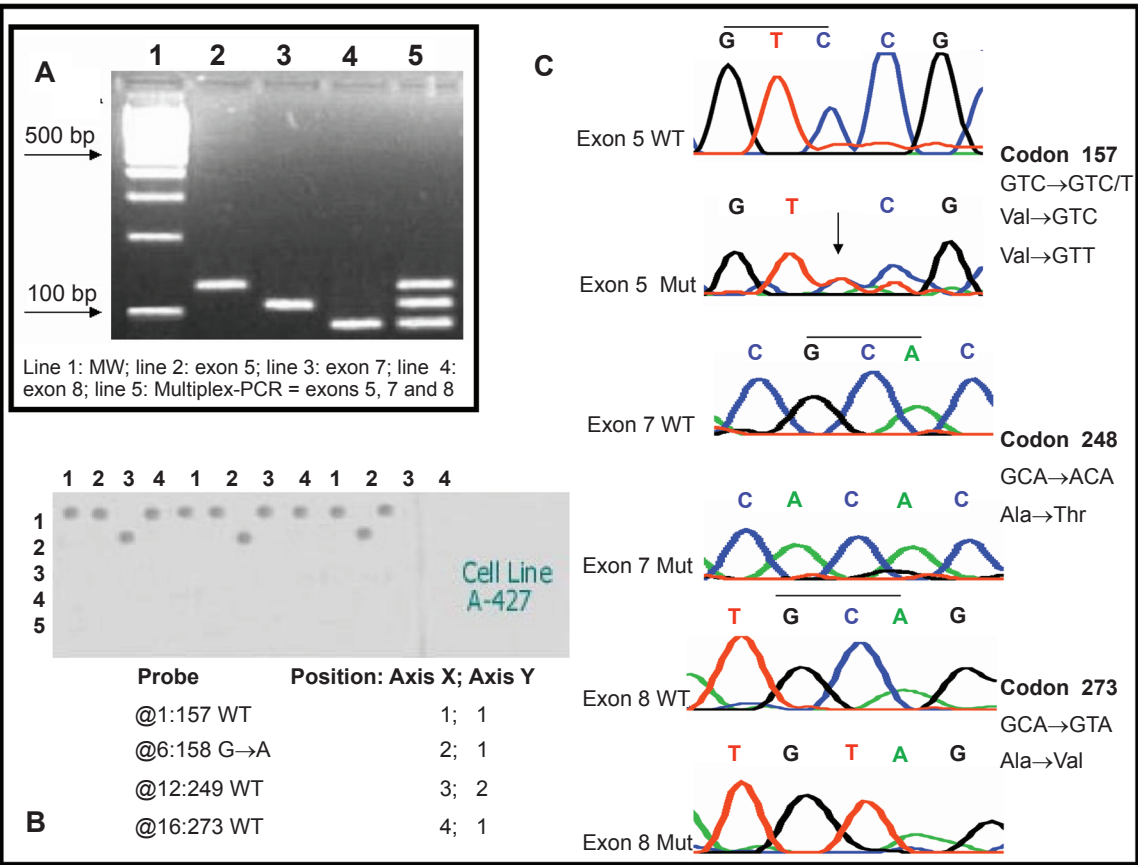 A
1 2 3 4 5
500 bp
100 bp
Line 1: MW; line 2: exon 5; line 3: exon 7; line 4:
exon 8; line 5: Multiplex-PCR = exons 5, 7 and 8
1 2 3 4 1 2 3 4 1 2 3 4
1
2
3
4
5
Cell Line
A-427
Probe Position: Axis X; Axis Y
@1:157 WT 1; 1
@6:158 G→A 2; 1
@12:249 WT 3; 2
@16:273 WT 4; 1
B
C
G T C C G
Exon 5 WT
Codon 157
GTC→GTC/T
Val→GTC
Val→GTT
G T C G
Exon 5 Mut
C G C A C
Exon 7 WT
Codon 248
GCA→ACA
Ala→Thr
C A C A C
Exon 7 Mut
T G C A G
Exon 8 WT
Codon 273
GCA→GTA
Ala→Val
T G T A G
Exon 8 Mut